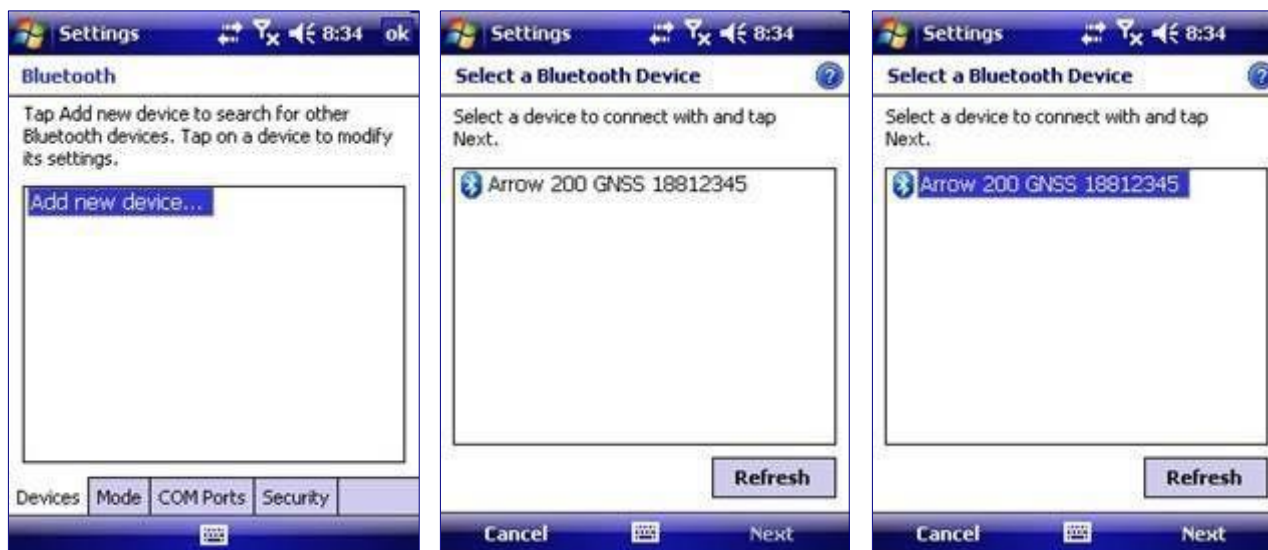 Settings 8:34 ok
Bluetooth
Tap Add new device to search for other
Bluetooth devices. Tap on a device to modify
its settings.
Add new device...
Devices Mode COM Ports Security
Settings 8:34
Select a Bluetooth Device ?
Select a device to connect with and tap
Next.
Arrow 200 GNSS 18812345
Refresh
Cancel Next
Settings 8:34
Select a Bluetooth Device ?
Select a device to connect with and tap
Next.
Arrow 200 GNSS 18812345
Refresh
Cancel Next